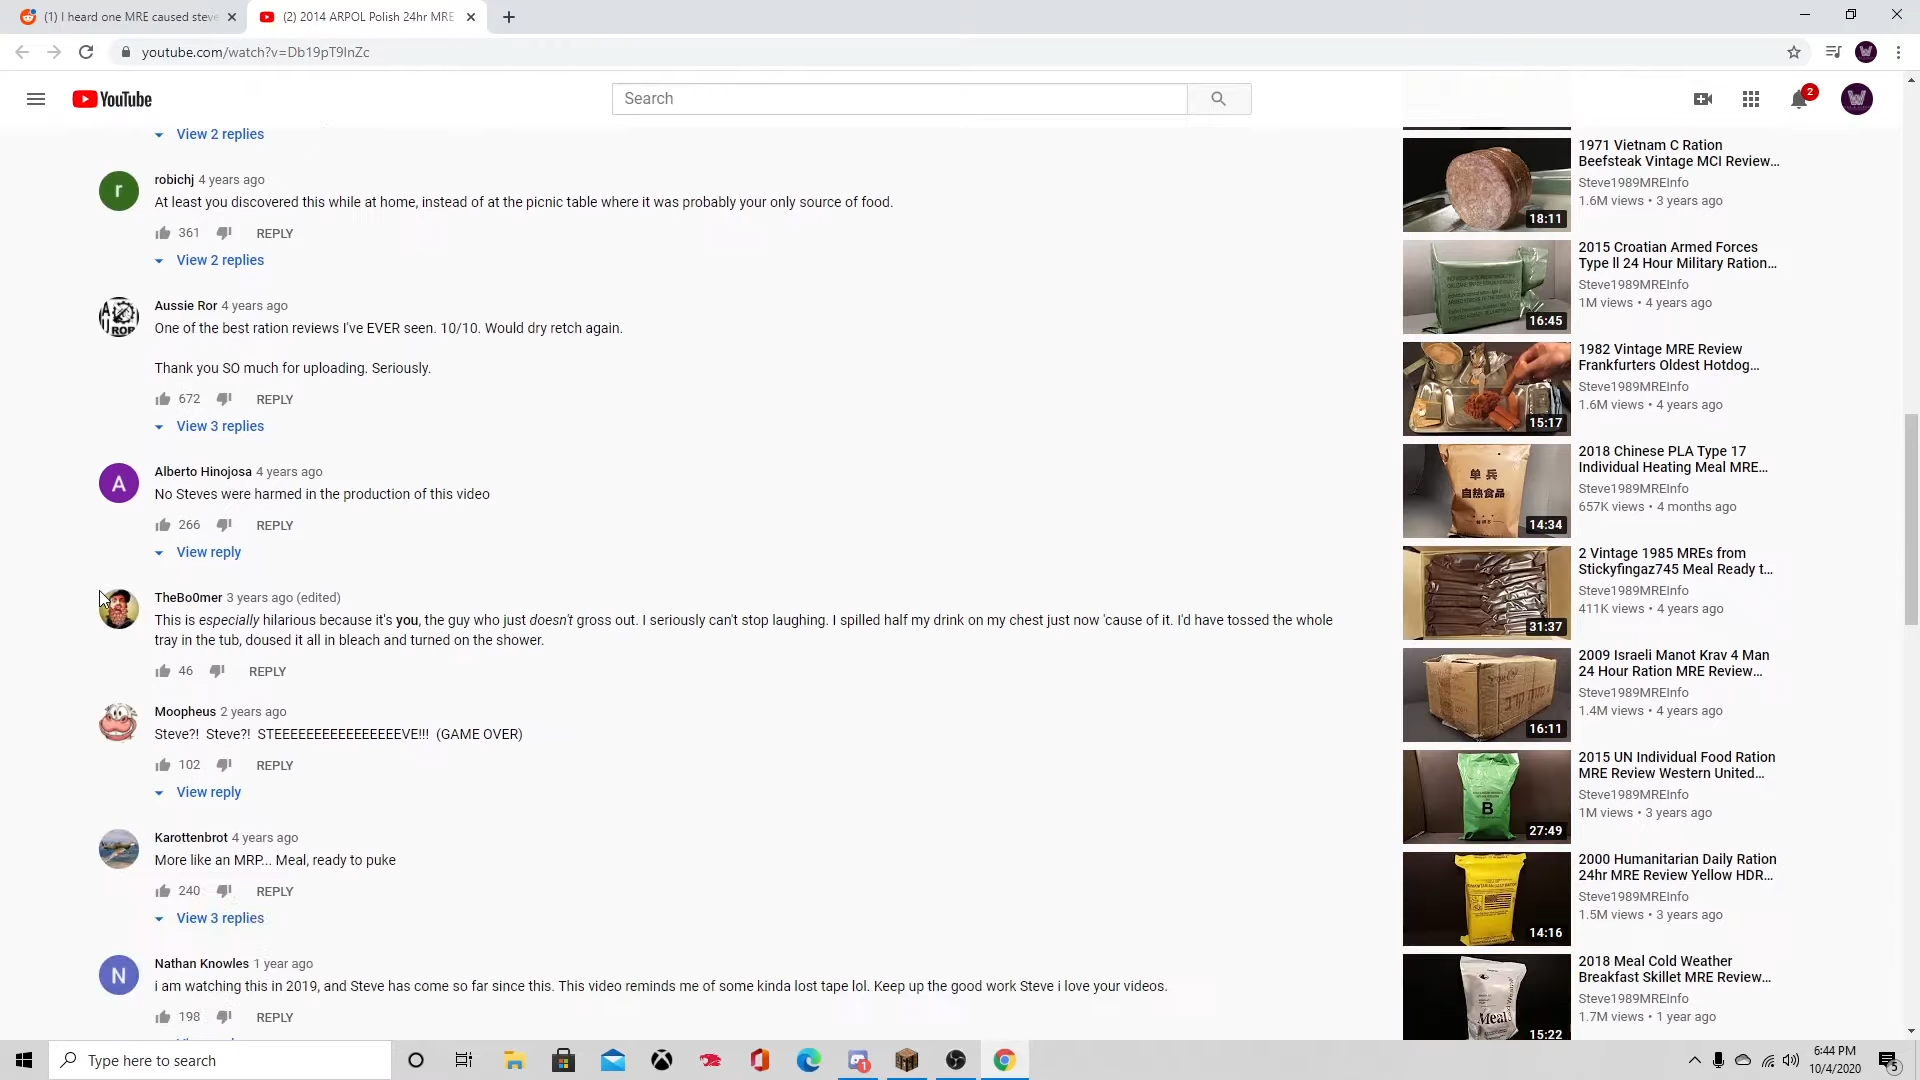 (1) I heard one MRE caused steve
(2) 2014 ARPOL Polish 24hr MRE
youtube.com/watch?v=Db19pT9InZc
YouTube
Search
2
View 2 replies
robichj 4 years ago
At least you discovered this while at home, instead of at the picnic table where it was probably your only source of food.
361 REPLY
View 2 replies
Aussie Ror 4 years ago
One of the best ration reviews I've EVER seen. 10/10. Would dry retch again.
Thank you SO much for uploading. Seriously.
672 REPLY
View 3 replies
A
Alberto Hinojosa 4 years ago
No Steves were harmed in the production of this video
266 REPLY
View reply
TheBo0mer 3 years ago (edited)
This is especially hilarious because it's you, the guy who just doesn't gross out. I seriously can't stop laughing. I spilled half my drink on my chest just now 'cause of it. I'd have tossed the whole
tray in the tub, doused it all in bleach and turned on the shower.
46 REPLY
Moopheus 2 years ago
Steve?! Steve?! STEEEEEEEEEEEEEEEEVE!!! (GAME OVER)
102 REPLY
View reply
Karottenbrot 4 years ago
More like an MRP... Meal, ready to puke
240 REPLY
View 3 replies
N
Nathan Knowles 1 year ago
i am watching this in 2019, and Steve has come so far since this. This video reminds me of some kinda lost tape lol. Keep up the good work Steve i love your videos.
198 REPLY
1971 Vietnam C Ration
Beefsteak Vintage MCI Review...
Steve1989MREInfo
1.6M views • 3 years ago
18:11
2015 Croatian Armed Forces
Type ll 24 Hour Military Ration...
Steve1989MREInfo
1M views • 4 years ago
16:45
1982 Vintage MRE Review
Frankfurters Oldest Hotdog...
Steve1989MREInfo
1.6M views • 4 years ago
15:17
2018 Chinese PLA Type 17
Individual Heating Meal MRE...
Steve1989MREInfo
657K views • 4 months ago
单兵
自热食品
14:34
2 Vintage 1985 MREs from
Stickyfingaz745 Meal Ready t...
Steve1989MREInfo
411K views • 4 years ago
31:37
2009 Israeli Manot Krav 4 Man
24 Hour Ration MRE Review...
Steve1989MREInfo
1.4M views • 4 years ago
16:11
2015 UN Individual Food Ration
MRE Review Western United...
Steve1989MREInfo
1M views • 3 years ago
B
27:49
2000 Humanitarian Daily Ration
24hr MRE Review Yellow HDR...
Steve1989MREInfo
1.5M views • 3 years ago
14:16
2018 Meal Cold Weather
Breakfast Skillet MRE Review...
Steve1989MREInfo
1.7M views • 1 year ago
Meal
15:22
Type here to search
1
6:44 PM
10/4/2020
5